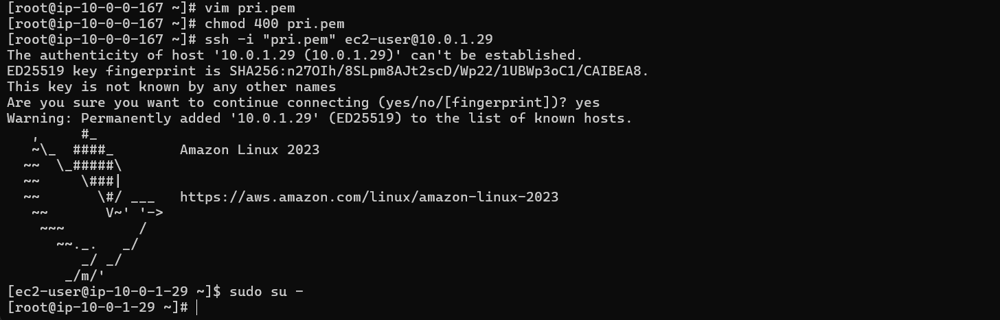 [root@ip-10-0-0-167 ~]# vim pri.pem
[root@ip-10-0-0-167 ~]# chmod 400 pri.pem
[root@ip-10-0-0-167 ~]# ssh -i "pri.pem" ec2-user@10.0.1.29
The authenticity of host '10.0.1.29 (10.0.1.29)' can't be established.
ED25519 key fingerprint is SHA256:n27OIh/8SLpm8AJt2scD/Wp22/1UBWp3oC1/CAIBEA8.
This key is not known by any other names
Are you sure you want to continue connecting (yes/no/[fingerprint])? yes
Warning: Permanently added '10.0.1.29' (ED25519) to the list of known hosts.
   ,     #_
   ~\_  ####_        Amazon Linux 2023
  ~~  \_#####\
  ~~     \###|
  ~~       \#/ ___   https://aws.amazon.com/linux/amazon-linux-2023
   ~~       V~' '->
    ~~~         /
      ~~._.   _/
         _/ _/
       _/m/'
[ec2-user@ip-10-0-1-29 ~]$ sudo su -
[root@ip-10-0-1-29 ~]#